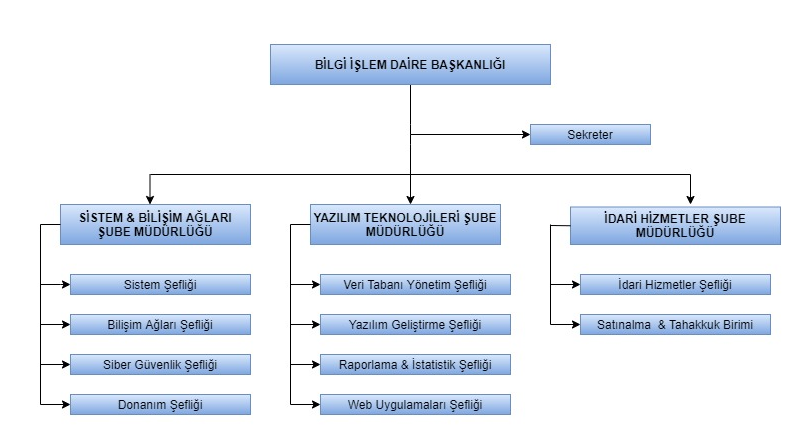 BİLGİ İŞLEM DAİRE BAŞKANLIĞI
Sekreter
SİSTEM & BİLİŞİM AĞLARI
ŞUBE MÜDÜRLÜĞÜ
Sistem Şefliği
Bilişim Ağları Şefliği
Siber Güvenlik Şefliği
Donanım Şefliği
YAZILIM TEKNOLOJİLERİ ŞUBE
MÜDÜRLÜĞÜ
Veri Tabanı Yönetim Şefliği
Yazılım Geliştirme Şefliği
Raporlama & İstatistik Şefliği
Web Uygulamaları Şefliği
İDARİ HİZMETLER ŞUBE
MÜDÜRLÜĞÜ
İdari Hizmetler Şefliği
Satınalma & Tahakkuk Birimi